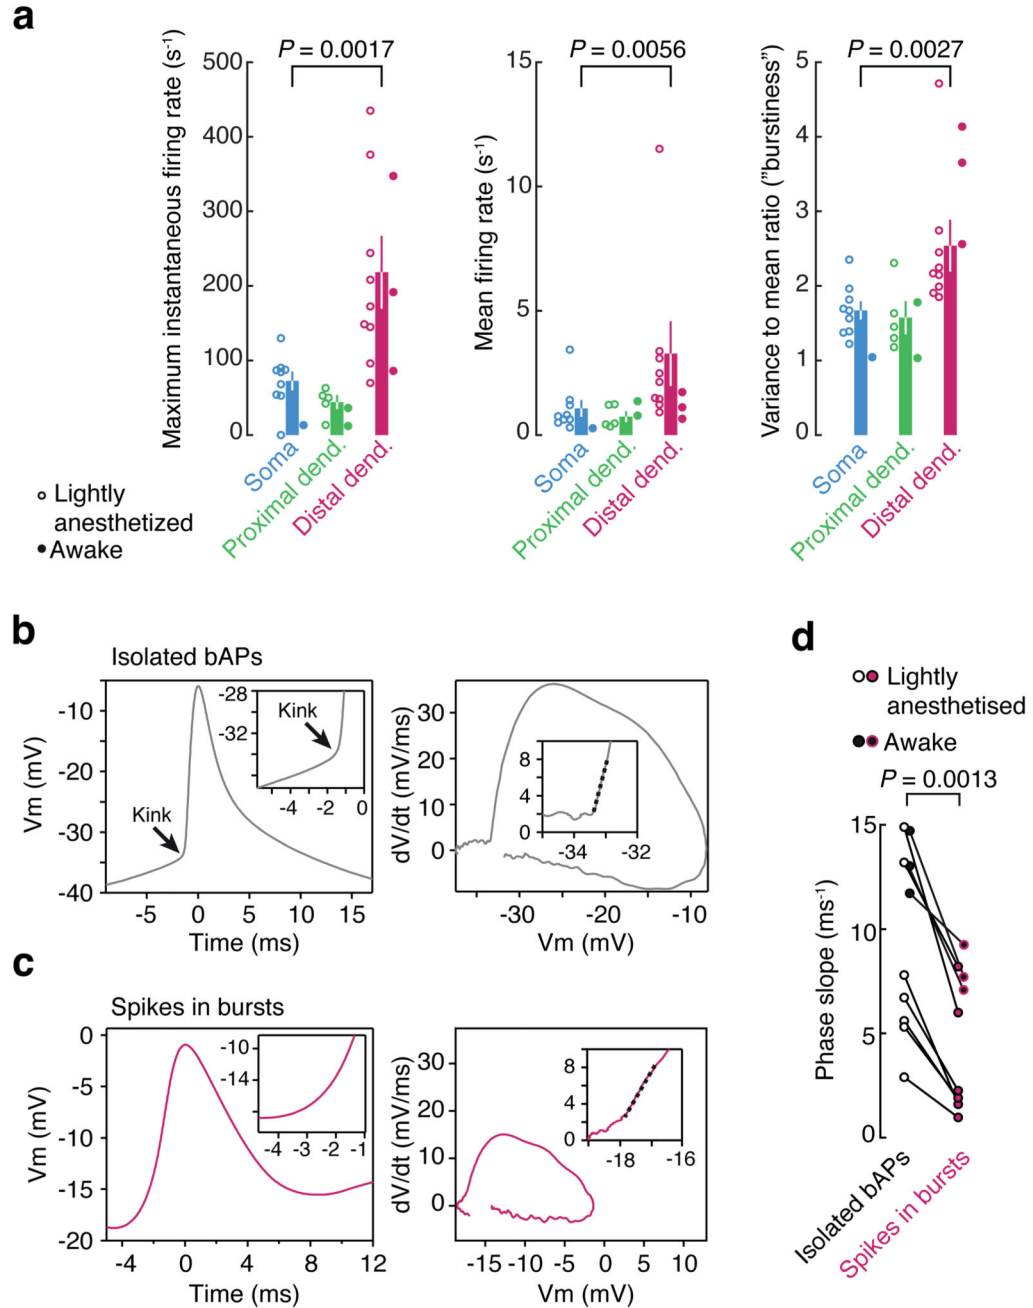 a
Maximum instantaneous firing rate (s⁻¹)
500
400
300
200
100
0
P = 0.0017
Soma
Proximal dend.
Distal dend.
Mean firing rate (s⁻¹)
15
10
5
0
P = 0.0056
Soma
Proximal dend.
Distal dend.
Variance to mean ratio ("burstiness")
5
4
3
2
1
0
P = 0.0027
Soma
Proximal dend.
Distal dend.
Lightly
anesthetized
Awake
b
Isolated bAPs
Vm (mV)
-10
-20
-30
-40
Kink
-5 0 5 10 15
Time (ms)
-28
-32
Kink
-4 -2 0
dV/dt (mV/ms)
30
20
10
0
-30 -20 -10
Vm (mV)
8
4
0
-34 -32
c
Spikes in bursts
Vm (mV)
0
-5
-10
-15
-20
-4 0 4 8 12
Time (ms)
-10
-14
-4 -3 -2 -1
dV/dt (mV/ms)
30
20
10
0
-15 -10 -5 0 5 10
Vm (mV)
8
4
0
-18 -16
d
Lightly
anesthetised
Awake
P = 0.0013
Phase slope (ms⁻¹)
15
10
5
0
Isolated bAPs
Spikes in bursts